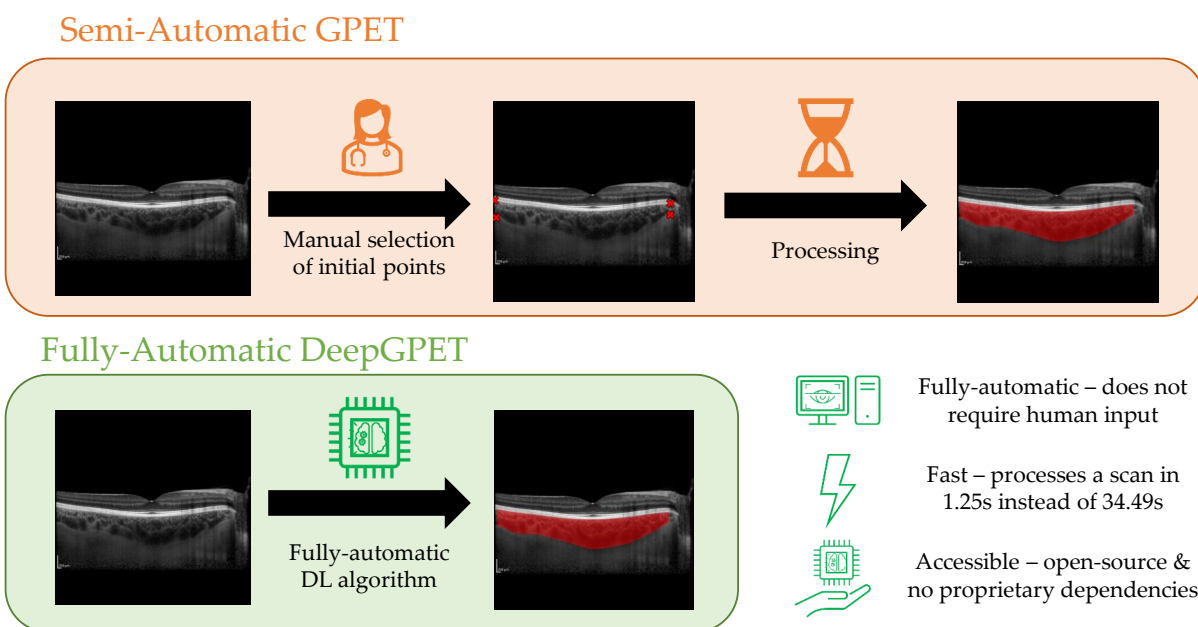 Semi-Automatic GPET
Manual selection
of initial points
Processing
Fully-Automatic DeepGPET
Fully-automatic
DL algorithm
Fully-automatic – does not
require human input
Fast – processes a scan in
1.25s instead of 34.49s
Accessible – open-source &
no proprietary dependencies